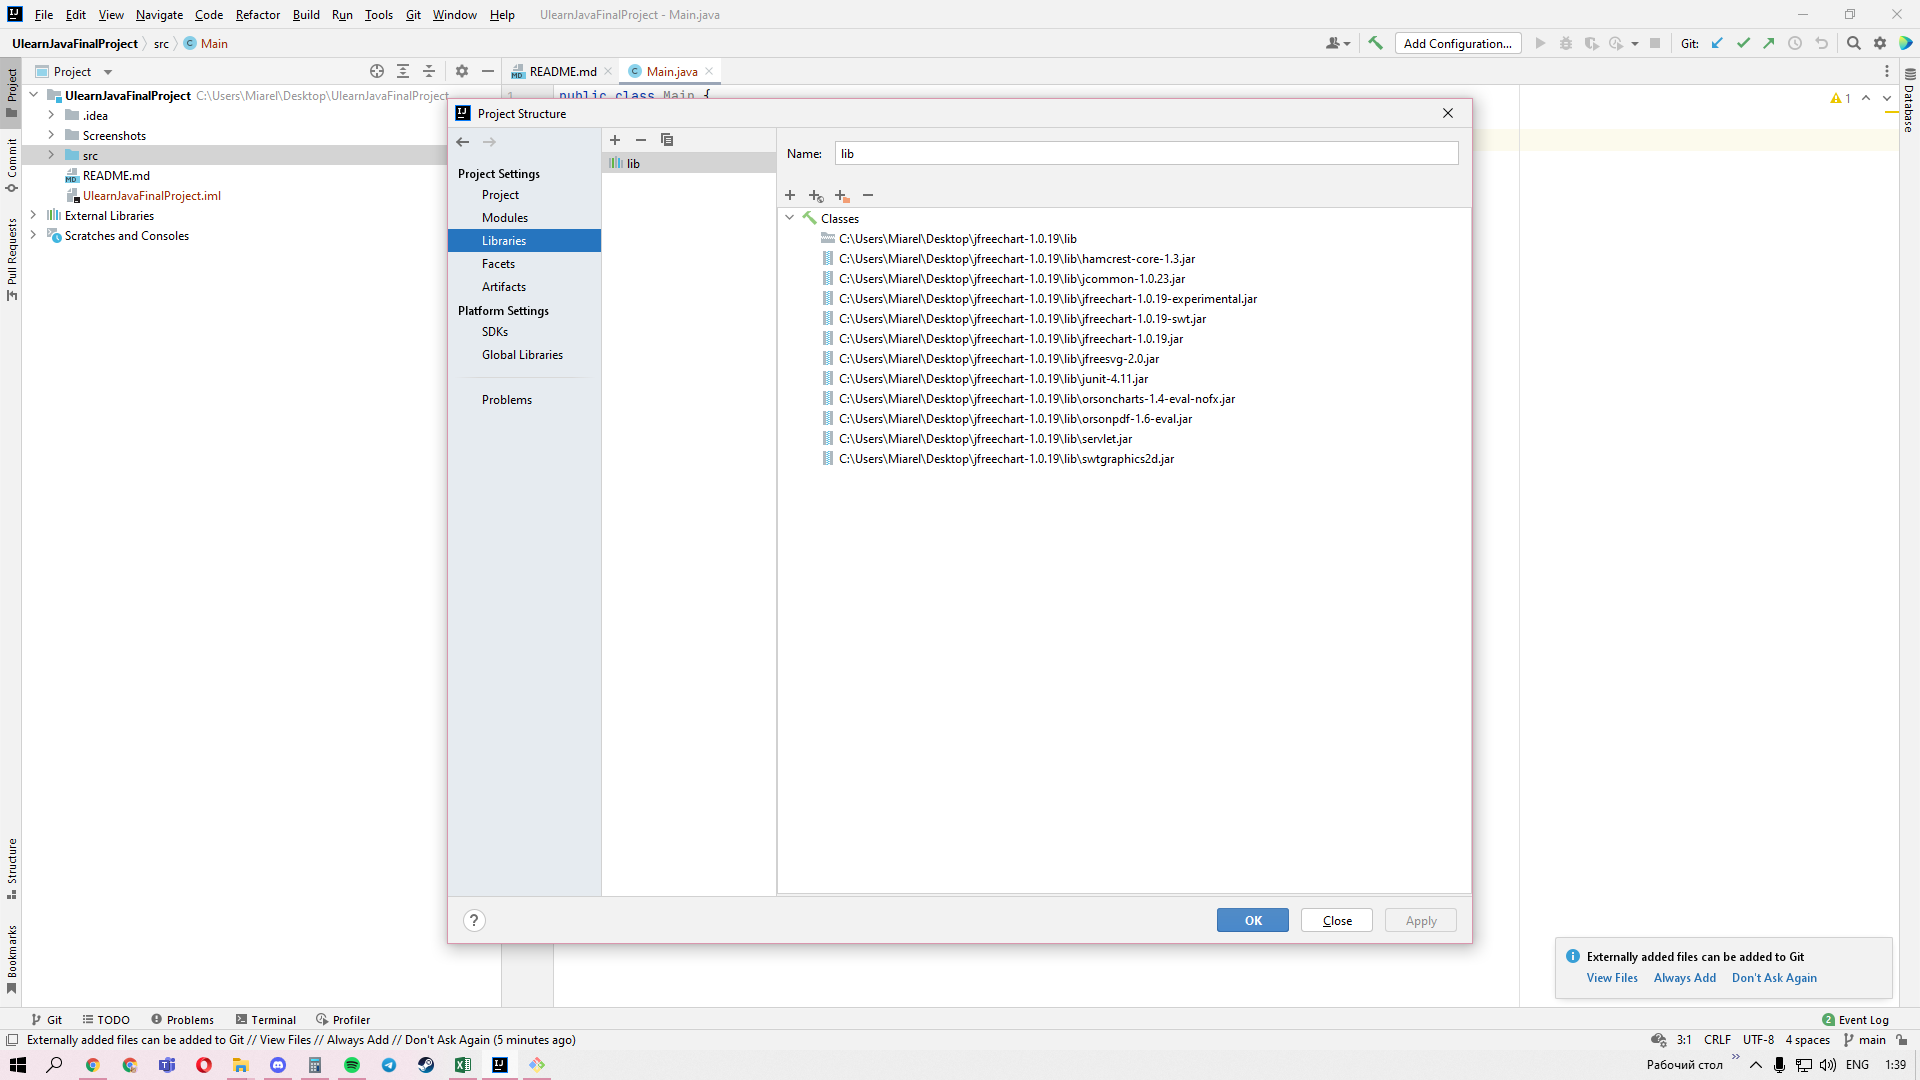 File Edit View Navigate Code Refactor Build Run Tools Git Window Help UlearnJavaFinalProject - Main.java
UlearnJavaFinalProject src Main
Add Configuration...
Git:
Project
README.md
Main.java
UlearnJavaFinalProject C:\Users\Miarel\Desktop\UlearnJavaFinalProject
.idea
Screenshots
src
README.md
UlearnJavaFinalProject.iml
External Libraries
Scratches and Consoles
Project
Commit
Pull Requests
Structure
Bookmarks
1
public class Main {
1
Database
Project Structure
Project Settings
Project
Modules
Libraries
Facets
Artifacts
Platform Settings
SDKs
Global Libraries
Problems
lib
Name: lib
Classes
C:\Users\Miarel\Desktop\jfreechart-1.0.19\lib
C:\Users\Miarel\Desktop\jfreechart-1.0.19\lib\hamcrest-core-1.3.jar
C:\Users\Miarel\Desktop\jfreechart-1.0.19\lib\jcommon-1.0.23.jar
C:\Users\Miarel\Desktop\jfreechart-1.0.19\lib\jfreechart-1.0.19-experimental.jar
C:\Users\Miarel\Desktop\jfreechart-1.0.19\lib\jfreechart-1.0.19-swt.jar
C:\Users\Miarel\Desktop\jfreechart-1.0.19\lib\jfreechart-1.0.19.jar
C:\Users\Miarel\Desktop\jfreechart-1.0.19\lib\jfreesvg-2.0.jar
C:\Users\Miarel\Desktop\jfreechart-1.0.19\lib\junit-4.11.jar
C:\Users\Miarel\Desktop\jfreechart-1.0.19\lib\orsoncharts-1.4-eval-nofx.jar
C:\Users\Miarel\Desktop\jfreechart-1.0.19\lib\orsonpdf-1.6-eval.jar
C:\Users\Miarel\Desktop\jfreechart-1.0.19\lib\servlet.jar
C:\Users\Miarel\Desktop\jfreechart-1.0.19\lib\swtgraphics2d.jar
?
OK Close Apply
Externally added files can be added to Git
View Files Always Add Don't Ask Again
Git TODO Problems Terminal Profiler
2 Event Log
Externally added files can be added to Git // View Files // Always Add // Don't Ask Again (5 minutes ago)
3:1 CRLF UTF-8 4 spaces main
Рабочий стол
ENG 1:39